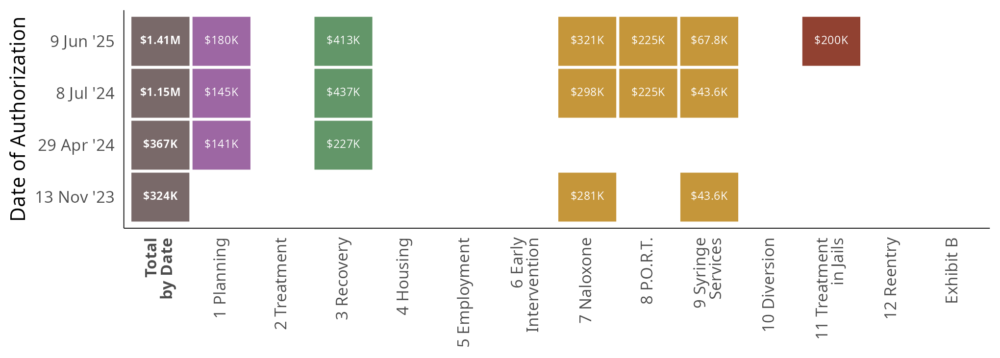 Date of Authorization
9 Jun '25
$1.41M $180K $413K $321K $225K $67.8K $200K
8 Jul '24
$1.15M $145K $437K $298K $225K $43.6K
29 Apr '24
$367K $141K $227K
13 Nov '23
$324K $281K $43.6K
Total
by Date
1 Planning
2 Treatment
3 Recovery
4 Housing
5 Employment
6 Early
Intervention
7 Naloxone
8 P.O.R.T.
9 Syringe
Services
10 Diversion
11 Treatment
in Jails
12 Reentry
Exhibit B